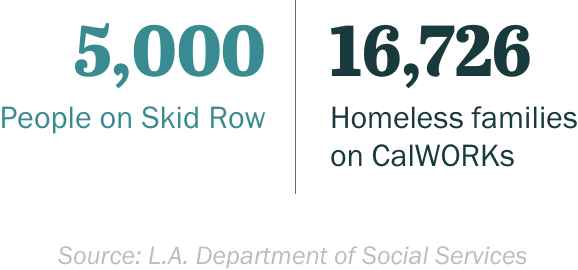 5,000
People on Skid Row
16,726
Homeless families
on CalWORKs
Source: L.A. Department of Social Services